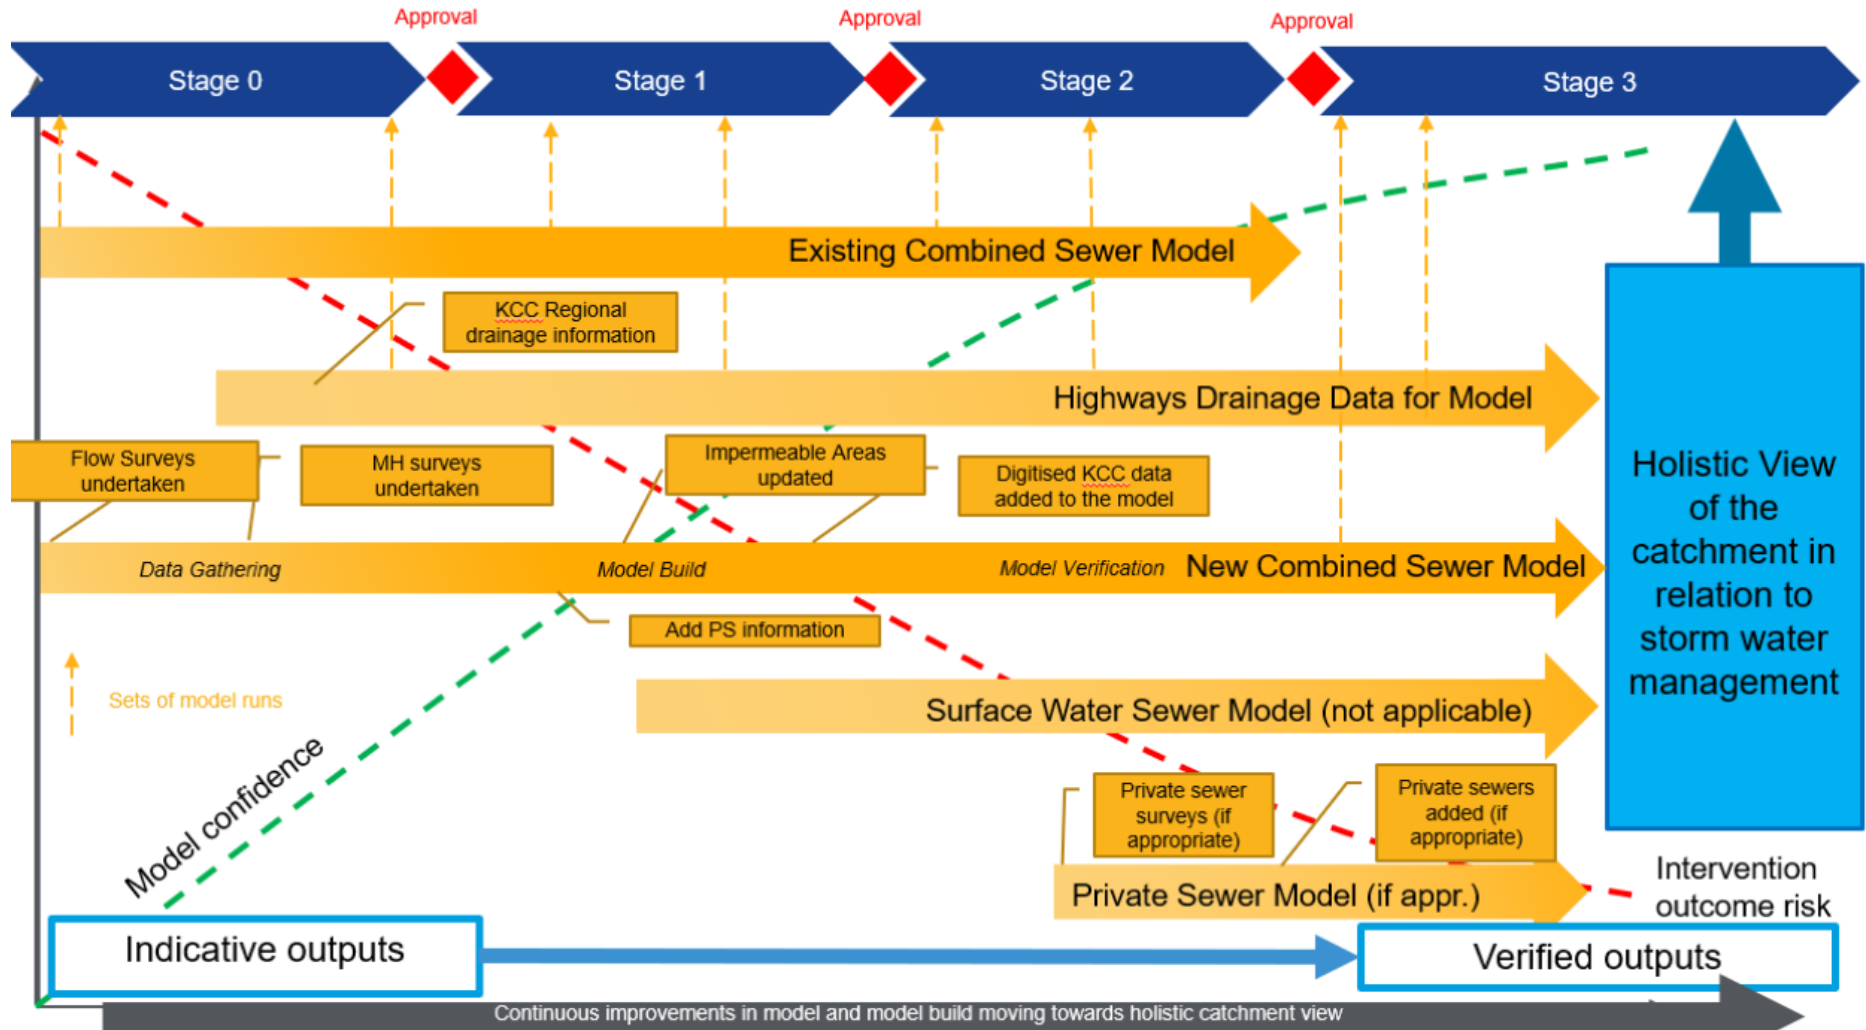 Approval
Approval
Approval
Stage 0
Stage 1
Stage 2
Stage 3
Existing Combined Sewer Model
KCC Regional
drainage information
Highways Drainage Data for Model
Flow Surveys
undertaken
MH surveys
undertaken
Impermeable Areas
updated
Digitised KCC data
added to the model
Holistic View
of the
catchment in
relation to
storm water
management
Data Gathering
Model Build
Model Verification
New Combined Sewer Model
Add PS information
Sets of model runs
Surface Water Sewer Model (not applicable)
Model confidence
Private sewer
surveys (if
appropriate)
Private sewers
added (if
appropriate)
Private Sewer Model (if appr.)
Intervention
outcome risk
Indicative outputs
Verified outputs
Continuous improvements in model and model build moving towards holistic catchment view